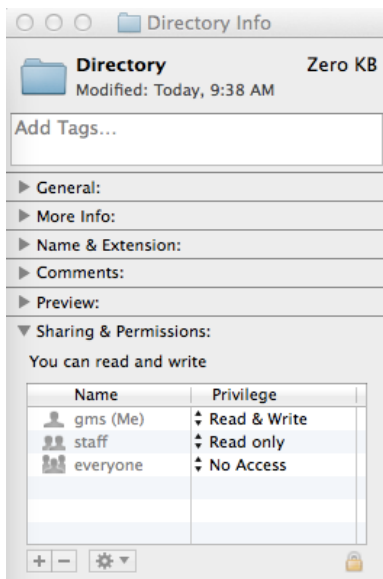 Directory Info
Directory Zero KB
Modified: Today, 9:38 AM
Add Tags...
General:
More Info:
Name & Extension:
Comments:
Preview:
Sharing & Permissions:
You can read and write
Name Privilege
gms (Me) Read & Write
staff Read only
everyone No Access